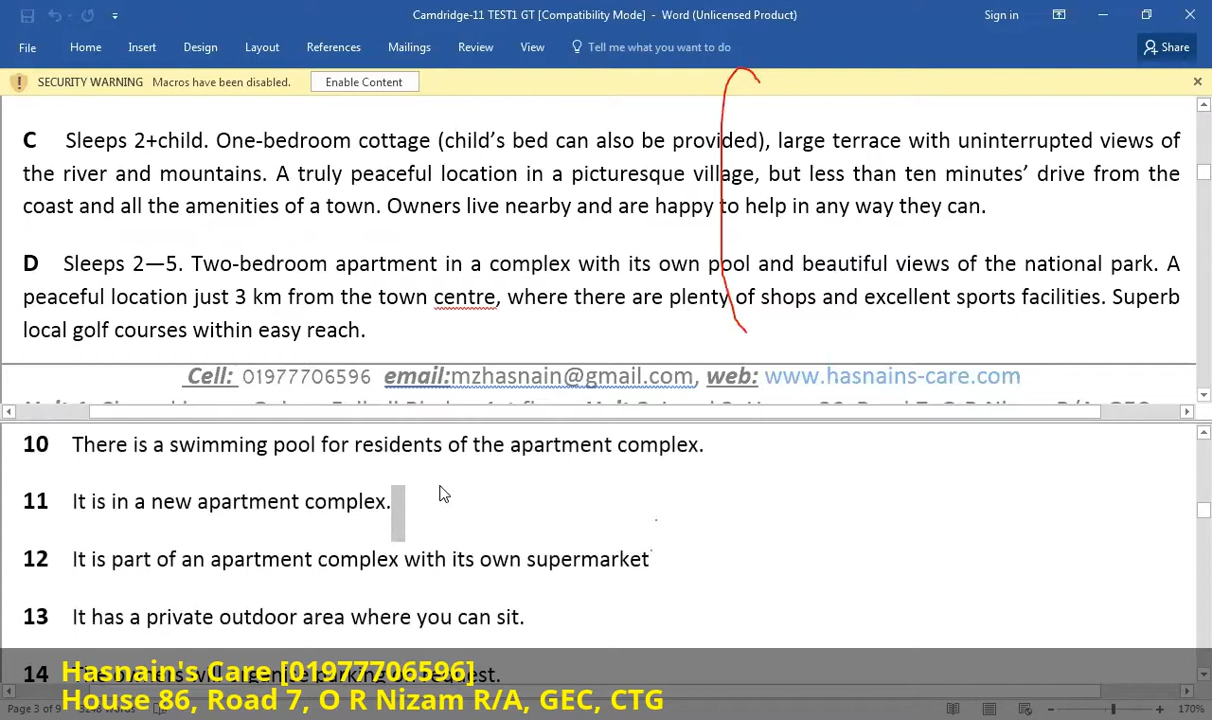 Camdridge-11 TEST1 GT [Compatibility Mode] - Word (Unlicensed Product)
Sign in
File Home Insert Design Layout References Mailings Review View Tell me what you want to do Share
SECURITY WARNING Macros have been disabled. Enable Content
C Sleeps 2+child. One-bedroom cottage (child's bed can also be provided), large terrace with uninterrupted views of
the river and mountains. A truly peaceful location in a picturesque village, but less than ten minutes' drive from the
coast and all the amenities of a town. Owners live nearby and are happy to help in any way they can.
D Sleeps 2—5. Two-bedroom apartment in a complex with its own pool and beautiful views of the national park. A
peaceful location just 3 km from the town centre, where there are plenty of shops and excellent sports facilities. Superb
local golf courses within easy reach.
Cell: 01977706596 email:mzhasnain@gmail.com, web: www.hasnains-care.com
10 There is a swimming pool for residents of the apartment complex.
11 It is in a new apartment complex.
12 It is part of an apartment complex with its own supermarket
13 It has a private outdoor area where you can sit.
14 The owners will organize parking on request.
Hasnain's Care [01977706596]
House 86, Road 7, O R Nizam R/A, GEC, CTG
Page 3 of 9 words
170%